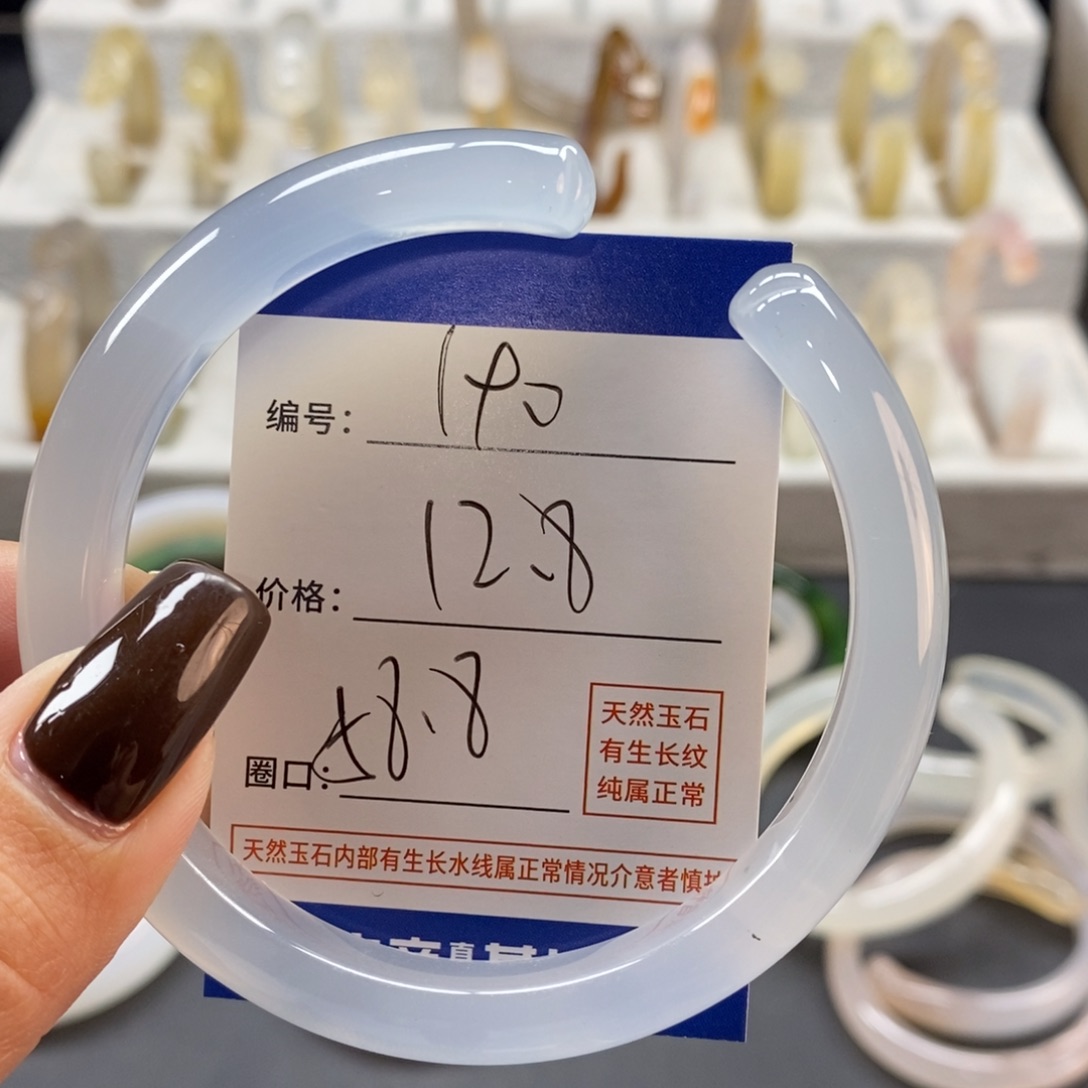 编号： 140
价格： 12.8
圈口： 58.8
天然玉石
有生长纹
纯属正常
天然玉石内部有生长水线属正常情况介意者慎